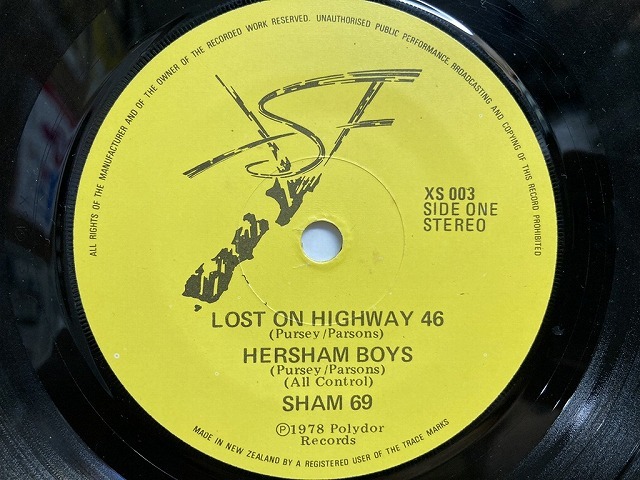 ALL RIGHTS OF THE MANUFACTURER AND OF THE OWNER OF THE RECORDED WORK RESERVED. UNAUTHORISED PUBLIC PERFORMANCE, BROADCASTING AND COPYING OF THIS RECORD PROHIBITED
XS 003
SIDE ONE
STEREO
LOST ON HIGHWAY 46
(Pursey/Parsons)
HERSHAM BOYS
(Pursey/Parsons)
(All Control)
SHAM 69
Ⓟ1978 Polydor
Records
MADE IN NEW ZEALAND BY A REGISTERED USER OF THE TRADE MARKS